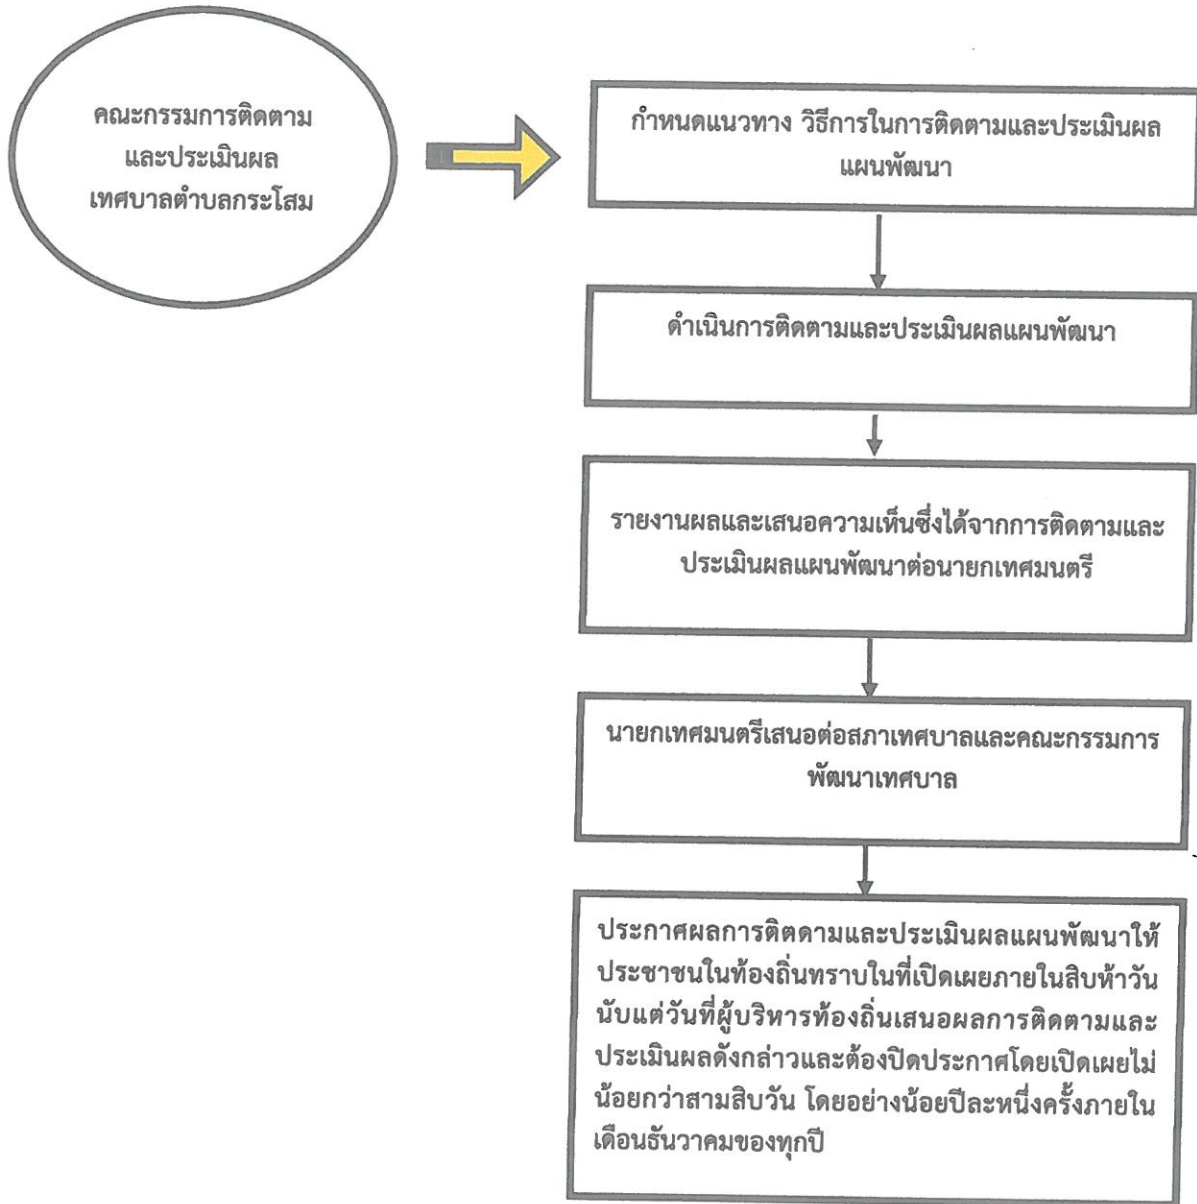 คณะกรรมการติดตาม
และประเมินผล
เทศบาลตำบลกระโสม
กำหนดแนวทาง วิธีการในการติดตามและประเมินผล
แผนพัฒนา
ดำเนินการติดตามและประเมินผลแผนพัฒนา
รายงานผลและเสนอความเห็นซึ่งได้จากการติดตามและ
ประเมินผลแผนพัฒนาต่อนายกเทศมนตรี
นายกเทศมนตรีเสนอต่อสภาเทศบาลและคณะกรรมการ
พัฒนาเทศบาล
ประกาศผลการติตดามและประเมินผลแผนพัฒนาให้
ประชาชนในท้องถิ่นทราบในที่เปิดเผยภายในสิบห้าวัน
นับแต่วันที่ผู้บริหารท้องถิ่นเสนอผลการติดตามและ
ประเมินผลดังกล่าวและต้องปิดประกาศโดยเปิดเผยไม่
น้อยกว่าสามสิบวัน โดยอย่างน้อยปีละหนึ่งครั้งภายใน
เดือนธันวาคมของทุกปี